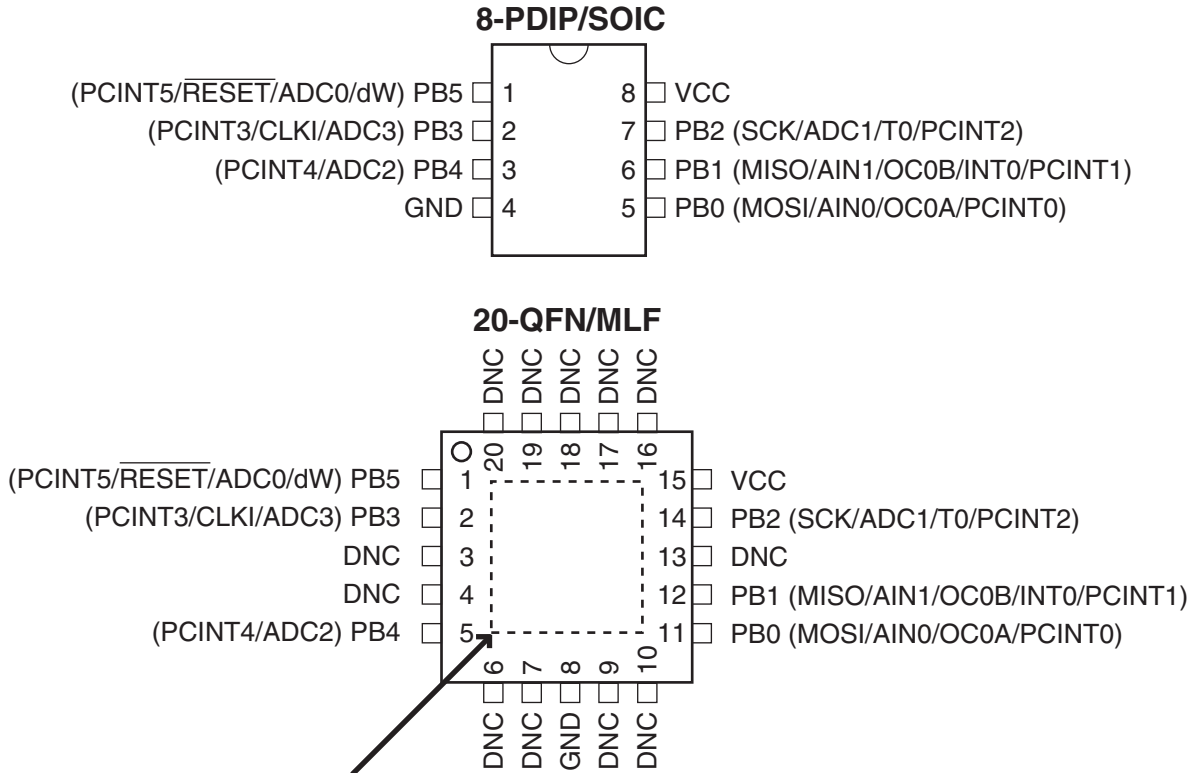 8-PDIP/SOIC
(PCINT5/RESET/ADC0/dW) PB5 1 8 VCC
(PCINT3/CLKI/ADC3) PB3 2 7 PB2 (SCK/ADC1/T0/PCINT2)
(PCINT4/ADC2) PB4 3 6 PB1 (MISO/AIN1/OC0B/INT0/PCINT1)
GND 4 5 PB0 (MOSI/AIN0/OC0A/PCINT0)
20-QFN/MLF
DNC DNC DNC DNC DNC
20 19 18 17 16
(PCINT5/RESET/ADC0/dW) PB5 1 15 VCC
(PCINT3/CLKI/ADC3) PB3 2 14 PB2 (SCK/ADC1/T0/PCINT2)
DNC 3 13 DNC
DNC 4 12 PB1 (MISO/AIN1/OC0B/INT0/PCINT1)
(PCINT4/ADC2) PB4 5 11 PB0 (MOSI/AIN0/OC0A/PCINT0)
6 7 8 9 10
DNC DNC GND DNC DNC